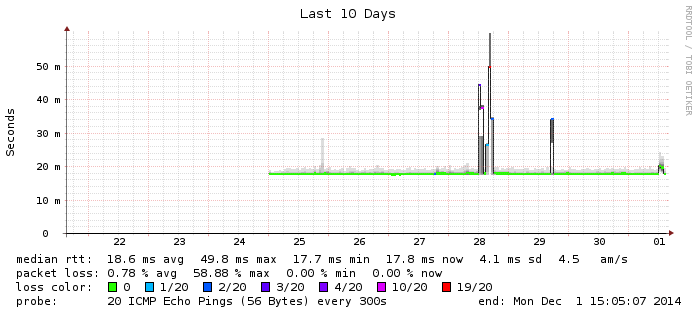 Last 10 Days
RRDTOOL / TOBI OETIKER
Seconds
50 m
40 m
30 m
20 m
10 m
0
22 23 24 25 26 27 28 29 30 01
median rtt: 18.6 ms avg 49.8 ms max 17.7 ms min 17.8 ms now 4.1 ms sd 4.5 am/s
packet loss: 0.78 % avg 58.88 % max 0.00 % min 0.00 % now
loss color: 0 1/20 2/20 3/20 4/20 10/20 19/20
probe: 20 ICMP Echo Pings (56 Bytes) every 300s end: Mon Dec 1 15:05:07 2014